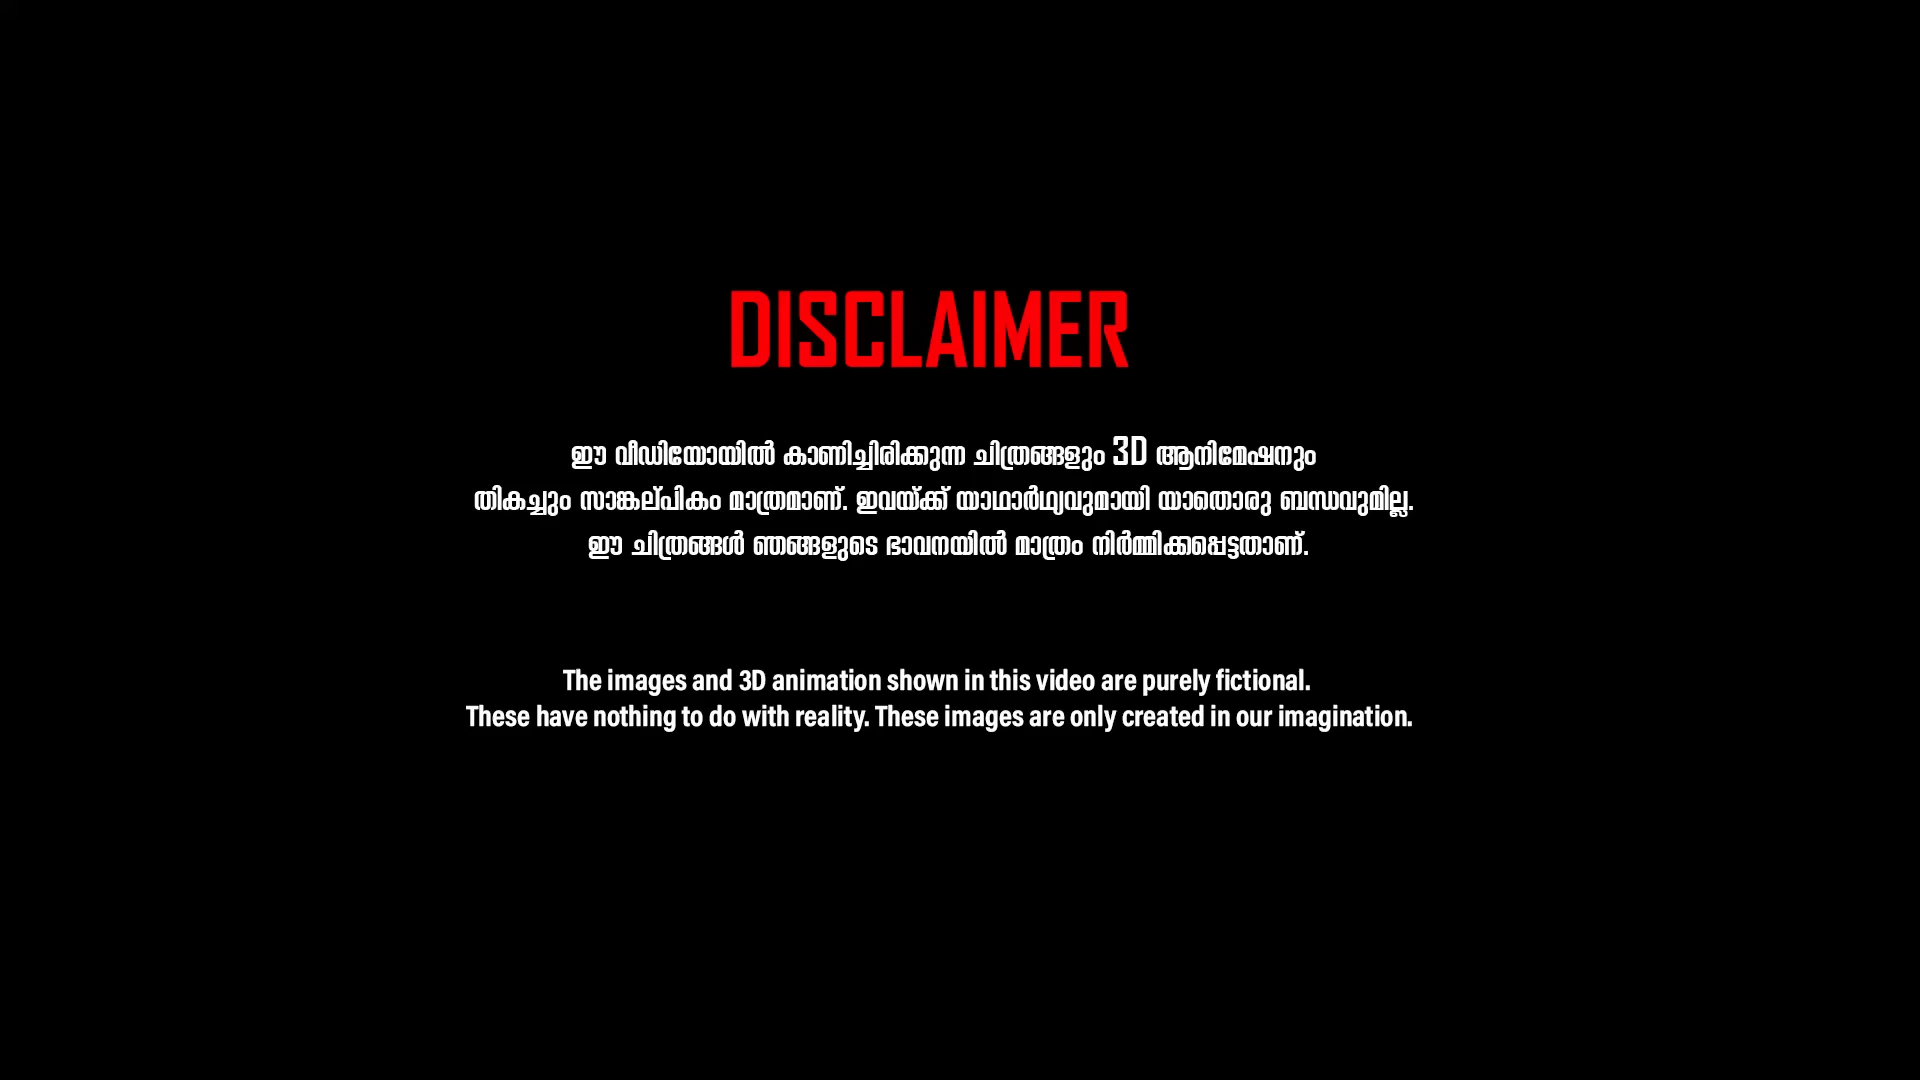 DISCLAIMER
ഈ വീഡിയോയിൽ കാണിച്ചിരിക്കുന്ന ചിത്രങ്ങളും 3D ആനിമേഷനും
തികച്ചും സാങ്കല്പികം മാത്രമാണ്. ഇവയ്ക്ക് യാഥാർഥ്യവുമായി യാതൊരു ബന്ധവുമില്ല.
ഈ ചിത്രങ്ങൾ ഞങ്ങളുടെ ഭാവനയിൽ മാത്രം നിർമ്മിക്കപ്പെട്ടതാണ്.
The images and 3D animation shown in this video are purely fictional.
These have nothing to do with reality. These images are only created in our imagination.